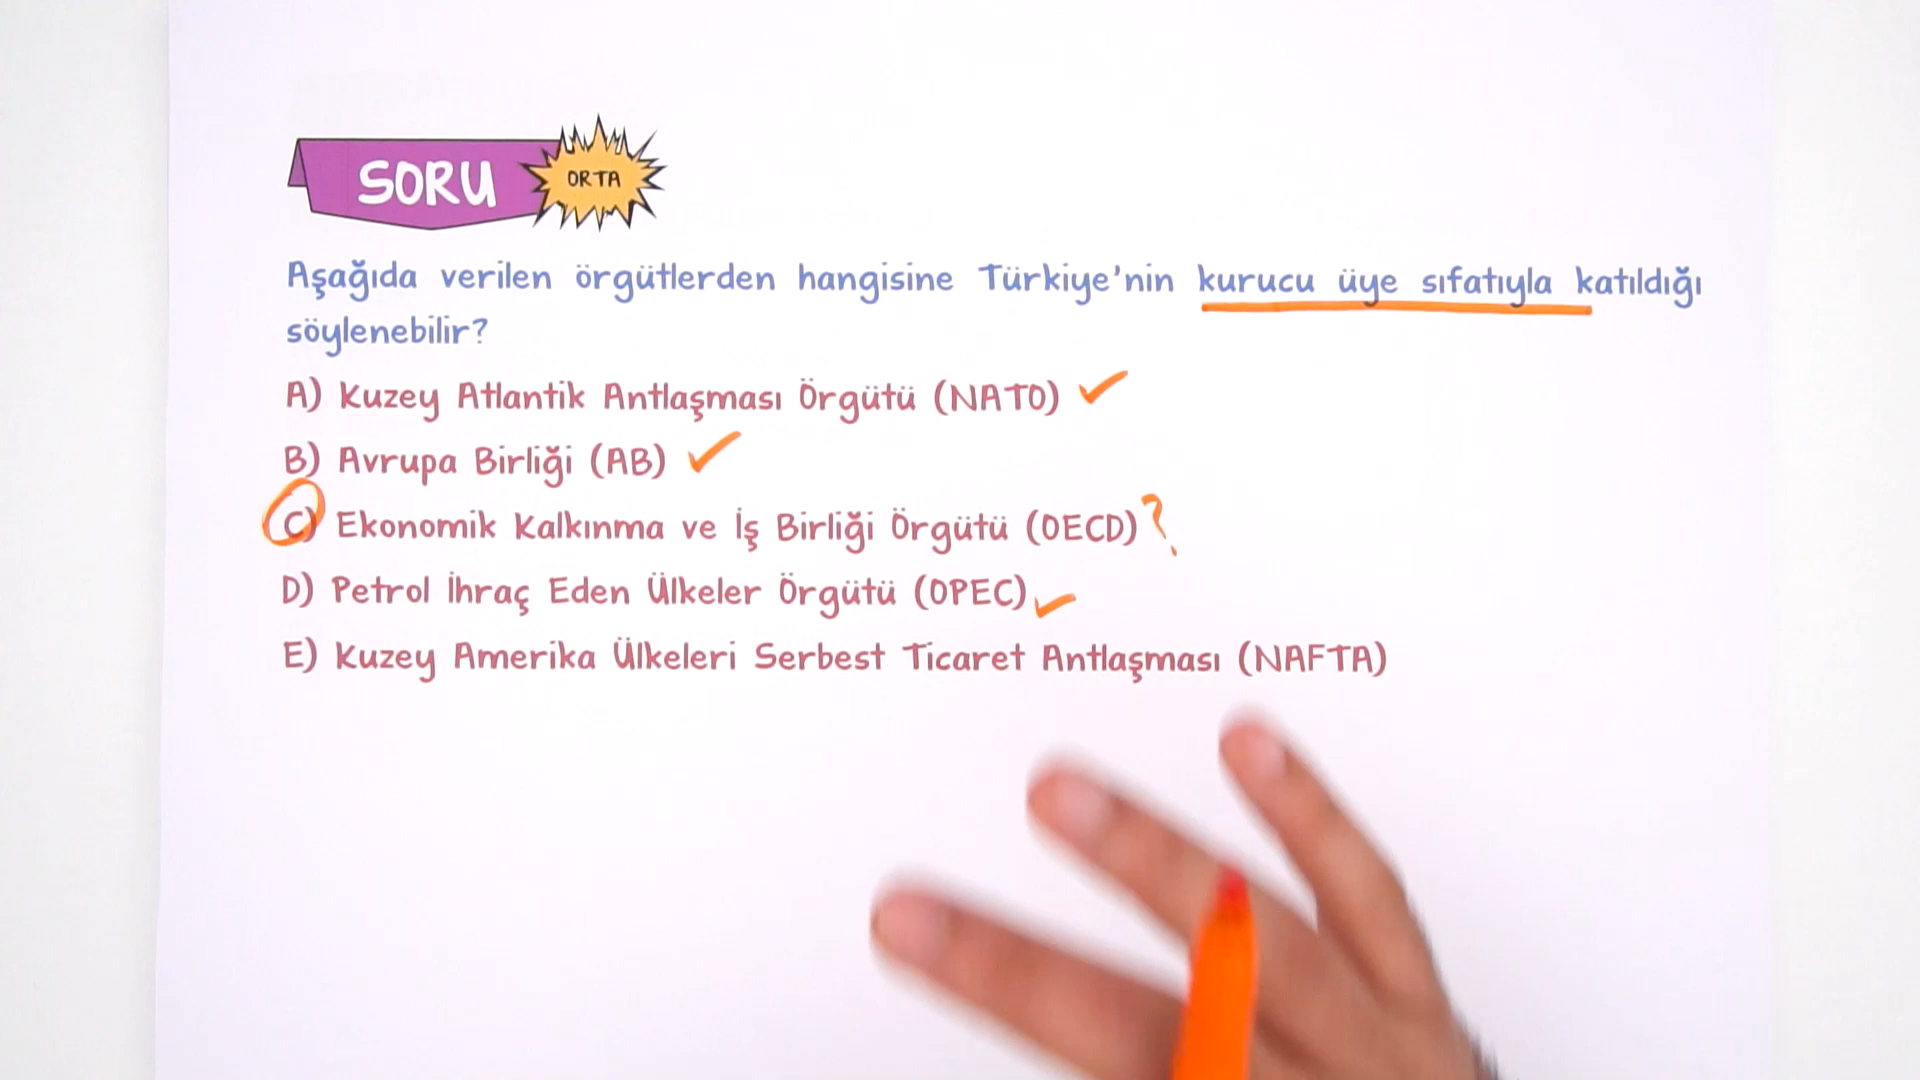 SORU
ORTA
Aşağıda verilen örgütlerden hangisine Türkiye'nin kurucu üye sıfatıyla katıldığı
söylenebilir?
A) Kuzey Atlantik Antlaşması Örgütü (NATO)
B) Avrupa Birliği (AB)
C) Ekonomik Kalkınma ve İş Birliği Örgütü (OECD) ?
D) Petrol İhraç Eden Ülkeler Örgütü (OPEC)
E) Kuzey Amerika Ülkeleri Serbest Ticaret Antlaşması (NAFTA)